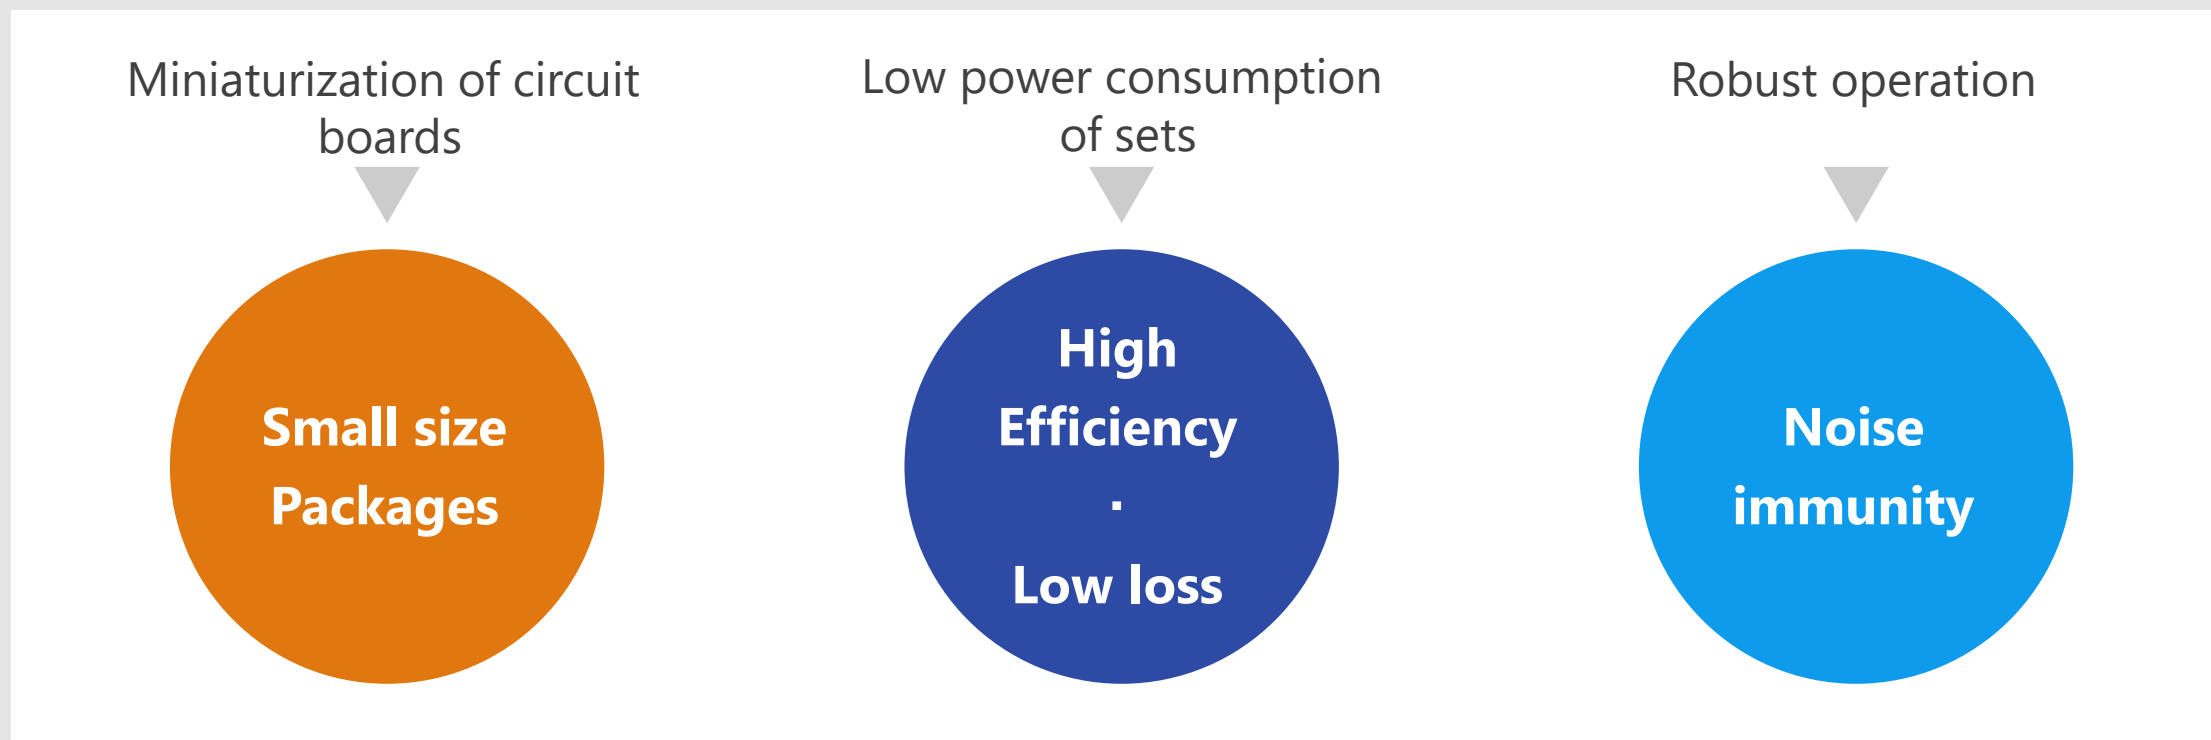 Miniaturization of circuit
boards
Low power consumption
of sets
Robust operation
Small size
Packages
High
Efficiency
·
Low loss
Noise
immunity